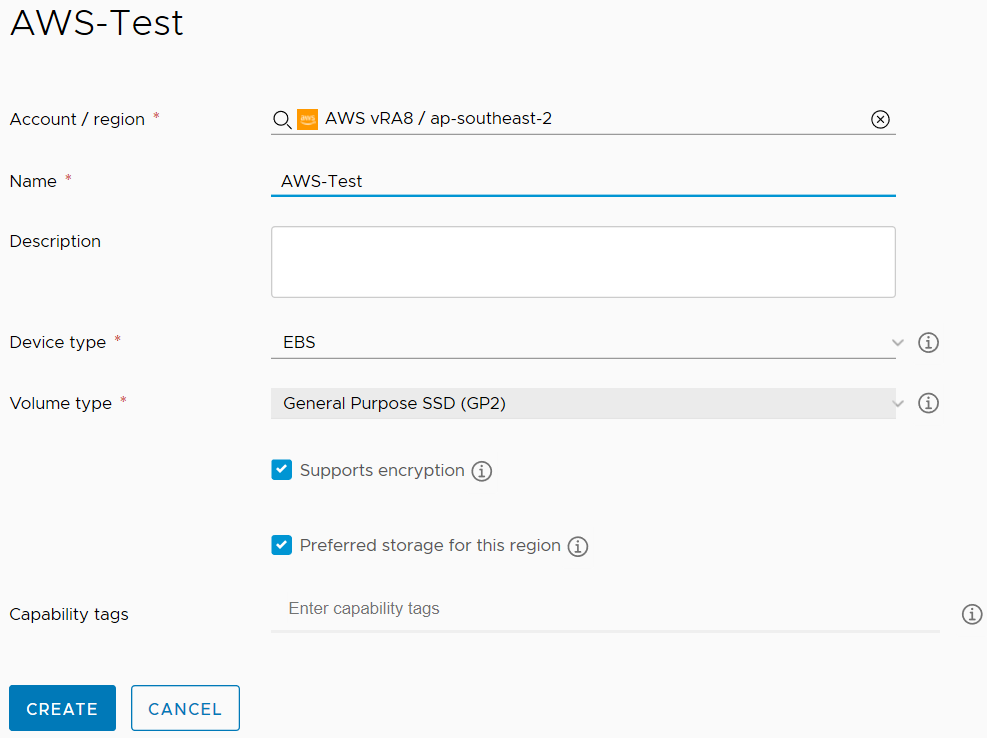 AWS-Test
Account / region *
aws AWS vRA8 / ap-southeast-2
Name *
AWS-Test
Description
Device type *
EBS
Volume type *
General Purpose SSD (GP2)
Supports encryption
Preferred storage for this region
Capability tags
Enter capability tags
CREATE
CANCEL